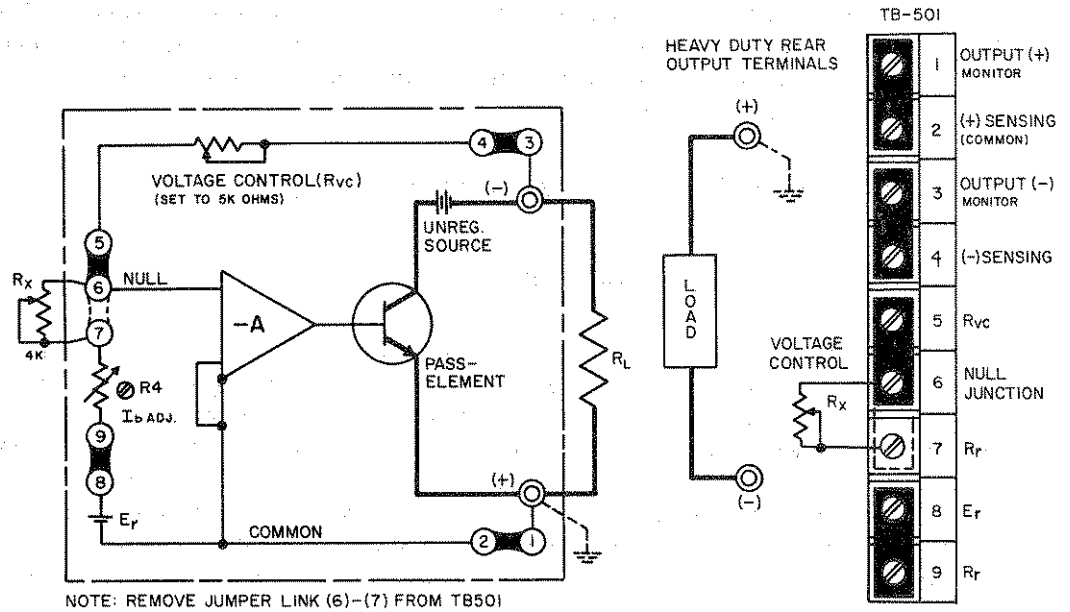 TB-501
HEAVY DUTY REAR
OUTPUT TERMINALS
1 OUTPUT (+)
MONITOR
2 (+) SENSING
(COMMON)
3 OUTPUT (-)
MONITOR
4 (-) SENSING
5 Rvc
6 NULL
JUNCTION
7 Rr
8 Er
9 Rr
(+)
LOAD
(-)
VOLTAGE
CONTROL
Rx
4 3
VOLTAGE CONTROL (Rvc)
(SET TO 5K OHMS)
(-)
UNREG.
SOURCE
5
6
NULL
Rx
7
4K
-A
PASS-
ELEMENT
RL
R4
Ib ADJ.
9
8
Er
(+)
COMMON
2 1
NOTE: REMOVE JUMPER LINK (6)-(7) FROM TB501